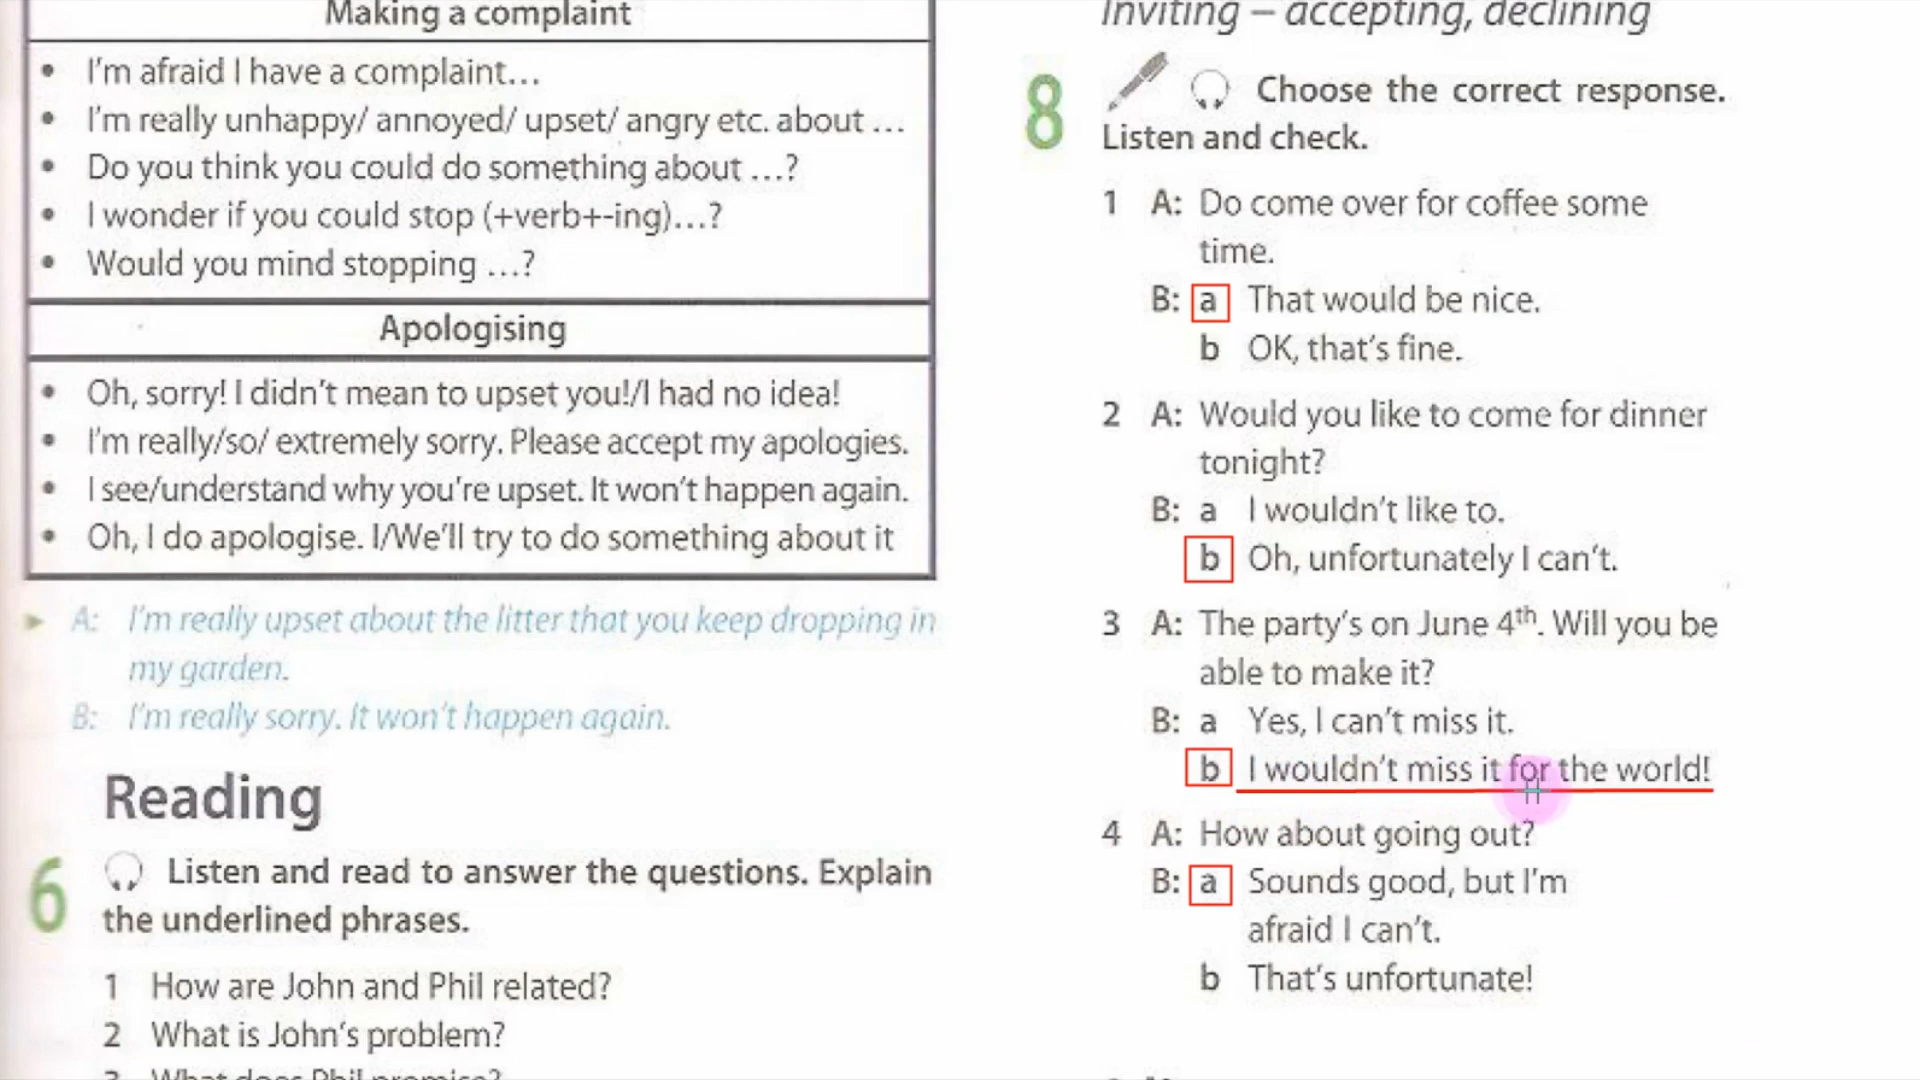 Making a complaint
• I'm afraid I have a complaint…
• I'm really unhappy/ annoyed/ upset/ angry etc. about …
• Do you think you could do something about …?
• I wonder if you could stop (+verb+-ing)…?
• Would you mind stopping …?
Apologising
• Oh, sorry! I didn't mean to upset you!/I had no idea!
• I'm really/so/ extremely sorry. Please accept my apologies.
• I see/understand why you're upset. It won't happen again.
• Oh, I do apologise. I/We'll try to do something about it
A: I'm really upset about the litter that you keep dropping in
my garden.
B: I'm really sorry. It won't happen again.
Reading
6 Listen and read to answer the questions. Explain
the underlined phrases.
1 How are John and Phil related?
2 What is John's problem?
3 What does Phil promise?
Inviting – accepting, declining
8 Choose the correct response.
Listen and check.
1 A: Do come over for coffee some
time.
B: a That would be nice.
b OK, that's fine.
2 A: Would you like to come for dinner
tonight?
B: a I wouldn't like to.
b Oh, unfortunately I can't.
3 A: The party's on June 4th. Will you be
able to make it?
B: a Yes, I can't miss it.
b I wouldn't miss it for the world!
4 A: How about going out?
B: a Sounds good, but I'm
afraid I can't.
b That's unfortunate!